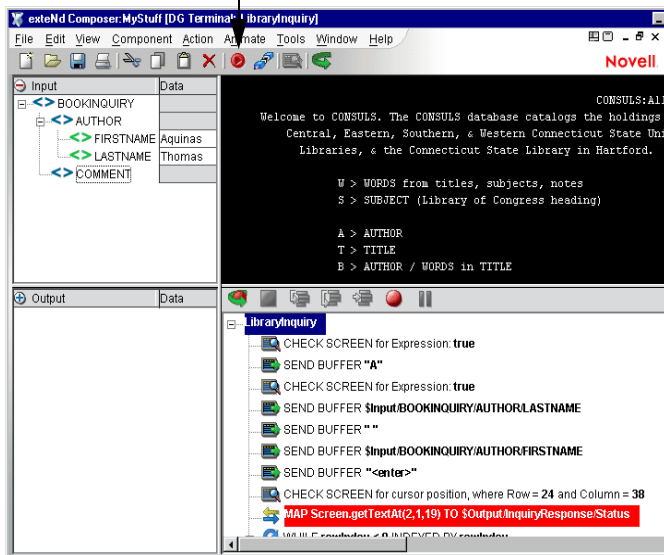 exteNd Composer:MyStuff [DG Terminal: LibraryInquiry]
File Edit View Component Action Animate Tools Window Help
Novell.
Input Data
BOOKINQUIRY
AUTHOR
FIRSTNAME Aquinas
LASTNAME Thomas
COMMENT
CONSULS:All
Welcome to CONSULS. The CONSULS database catalogs the holdings
Central, Eastern, Southern, & Western Connecticut State Uni
Libraries, & the Connecticut State Library in Hartford.
W > WORDS from titles, subjects, notes
S > SUBJECT (Library of Congress heading)
A > AUTHOR
T > TITLE
B > AUTHOR / WORDS in TITLE
Output Data
LibraryInquiry
CHECK SCREEN for Expression: true
SEND BUFFER "A"
CHECK SCREEN for Expression: true
SEND BUFFER $Input/BOOKINQUIRY/AUTHOR/LASTNAME
SEND BUFFER " "
SEND BUFFER $Input/BOOKINQUIRY/AUTHOR/FIRSTNAME
SEND BUFFER "<enter>"
CHECK SCREEN for cursor position, where Row = 24 and Column = 38
MAP Screen.getTextAt(2,1,19) TO $Output/InquiryResponse/Status
WHILE rowIndex < 9 INDEXED BY rowIndex